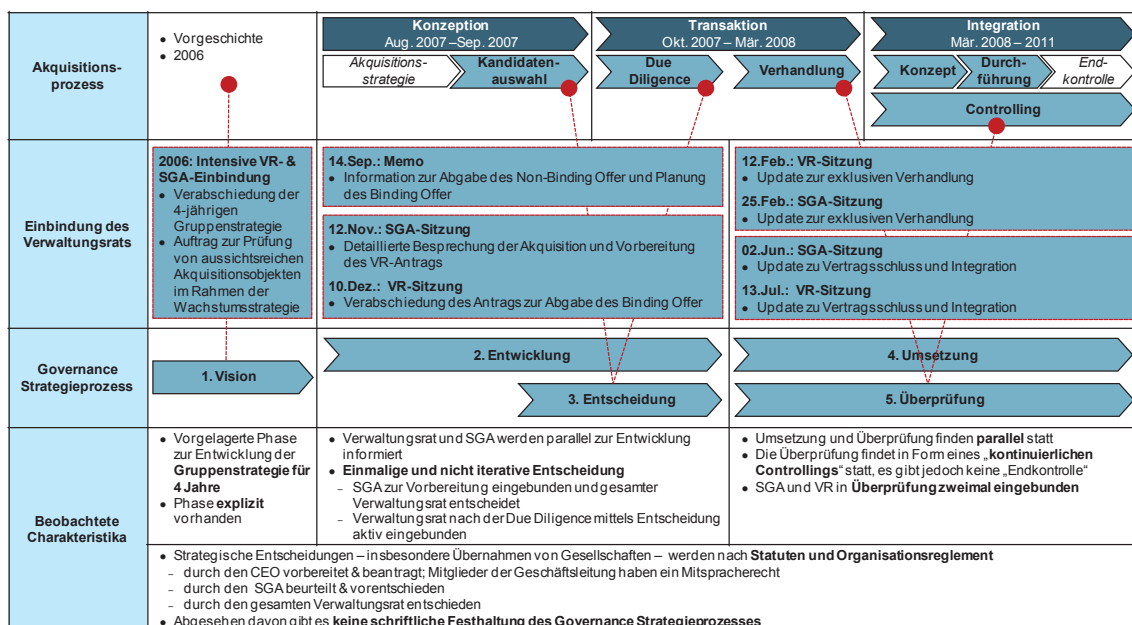 Akquisitions-
prozess
• Vorgeschichte
• 2006
Konzeption
Aug. 2007 –Sep. 2007
Akquisitions-
strategie
Kandidaten-
auswahl
Transaktion
Okt. 2007 – Mär. 2008
Due
Diligence
Verhandlung
Integration
Mär. 2008 – 2011
Konzept
Durch-
führung
End-
kontrolle
Controlling
Einbindung des
Verwaltungsrats
2006: Intensive VR- &
SGA-Einbindung
• Verabschiedung der
4-jährigen
Gruppenstrategie
• Auftrag zur Prüfung
von aussichtsreichen
Akquisitionsobjekten
im Rahmen der
Wachstumsstrategie
14.Sep.: Memo
• Information zur Abgabe des Non-Binding Offer und Planung
des Binding Offer
12.Nov.: SGA-Sitzung
• Detaillierte Besprechung der Akquisition und Vorbereitung
des VR-Antrags
10.Dez.: VR-Sitzung
• Verabschiedung des Antrags zur Abgabe des Binding Offer
12.Feb.: VR-Sitzung
• Update zur exklusiven Verhandlung
25.Feb.: SGA-Sitzung
• Update zur exklusiven Verhandlung
02.Jun.: SGA-Sitzung
• Update zu Vertragsschluss und Integration
13.Jul.: VR-Sitzung
• Update zu Vertragsschluss und Integration
Governance
Strategieprozess
1. Vision
2. Entwicklung
3. Entscheidung
4. Umsetzung
5. Überprüfung
Beobachtete
Charakteristika
• Vorgelagerte Phase
zur Entwicklung der
Gruppenstrategie für
4 Jahre
• Phase explizit
vorhanden
• Verwaltungsrat und SGA werden parallel zur Entwicklung
informiert
• Einmalige und nicht iterative Entscheidung
– SGA zur Vorbereitung eingebunden und gesamter
Verwaltungsrat entscheidet
– Verwaltungsrat nach der Due Diligence mittels Entscheidung
aktiv eingebunden
• Umsetzung und Überprüfung finden parallel statt
• Die Überprüfung findet in Form eines „kontinuierlichen
Controllings“ statt, es gibt jedoch keine „Endkontrolle“
• SGA und VR in Überprüfung zweimal eingebunden
• Strategische Entscheidungen – insbesondere Übernahmen von Gesellschaften – werden nach Statuten und Organisationsreglement
– durch den CEO vorbereitet & beantragt; Mitglieder der Geschäftsleitung haben ein Mitspracherecht
– durch den SGA beurteilt & vorentschieden
– durch den gesamten Verwaltungsrat entschieden
• Abgesehen davon gibt es keine schriftliche Festhaltung des Governance Strategieprozesses